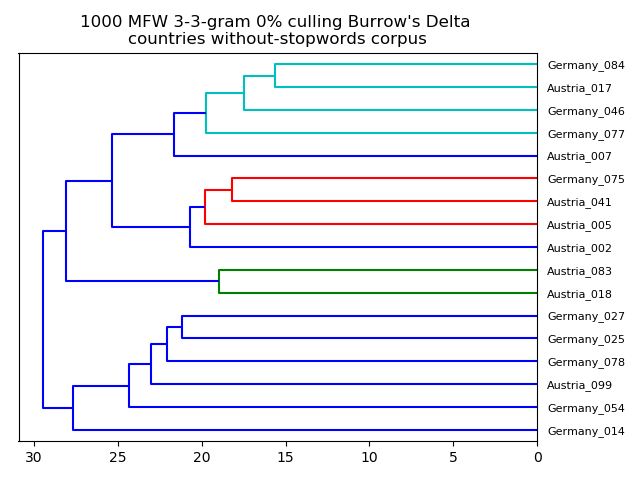 1000 MFW 3-3-gram 0% culling Burrow's Delta
countries without-stopwords corpus
Germany_084
Austria_017
Germany_046
Germany_077
Austria_007
Germany_075
Austria_041
Austria_005
Austria_002
Austria_083
Austria_018
Germany_027
Germany_025
Germany_078
Austria_099
Germany_054
Germany_014
30 25 20 15 10 5 0